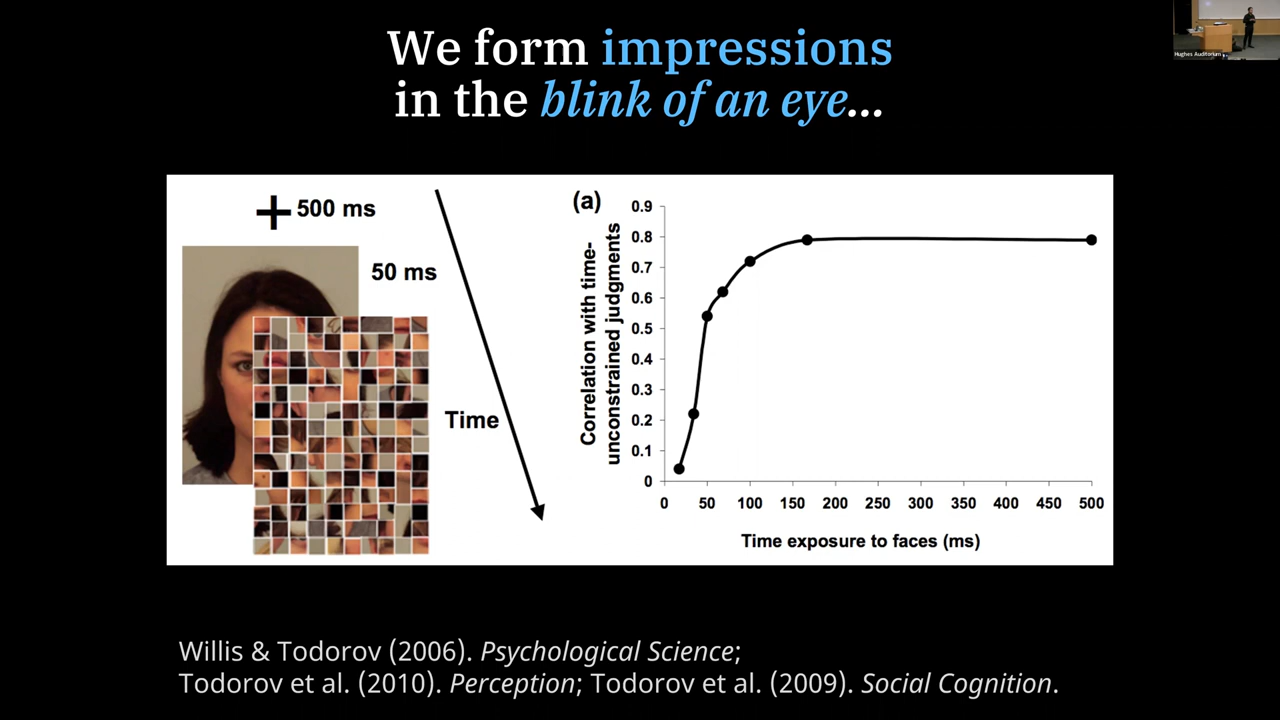 We form impressions
in the blink of an eye...
Hughes Auditorium
500 ms
50 ms
Time
(a)
Correlation with time-
unconstrained judgments
0.9
0.8
0.7
0.6
0.5
0.4
0.3
0.2
0.1
0
0 50 100 150 200 250 300 350 400 450 500
Time exposure to faces (ms)
Willis & Todorov (2006). Psychological Science;
Todorov et al. (2010). Perception; Todorov et al. (2009). Social Cognition.